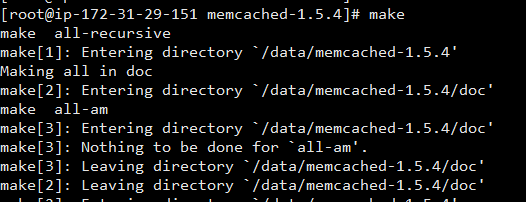 [root@ip-172-31-29-151 memcached-1.5.4]# make
make  all-recursive
make[1]: Entering directory `/data/memcached-1.5.4'
Making all in doc
make[2]: Entering directory `/data/memcached-1.5.4/doc'
make  all-am
make[3]: Entering directory `/data/memcached-1.5.4/doc'
make[3]: Nothing to be done for `all-am'.
make[3]: Leaving directory `/data/memcached-1.5.4/doc'
make[2]: Leaving directory `/data/memcached-1.5.4/doc'